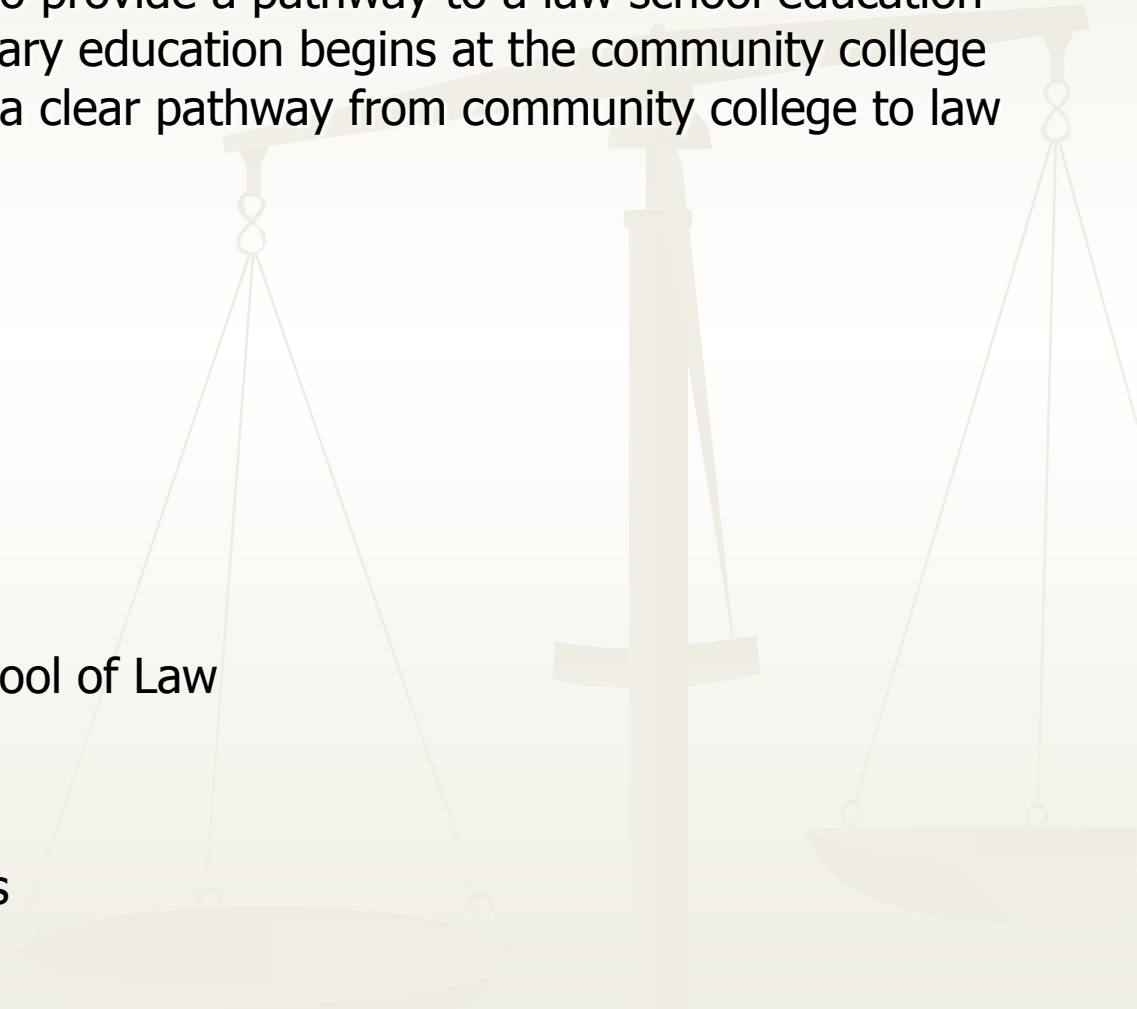 o provide a pathway to a law school education
ary education begins at the community college
a clear pathway from community college to law
ool of Law
s